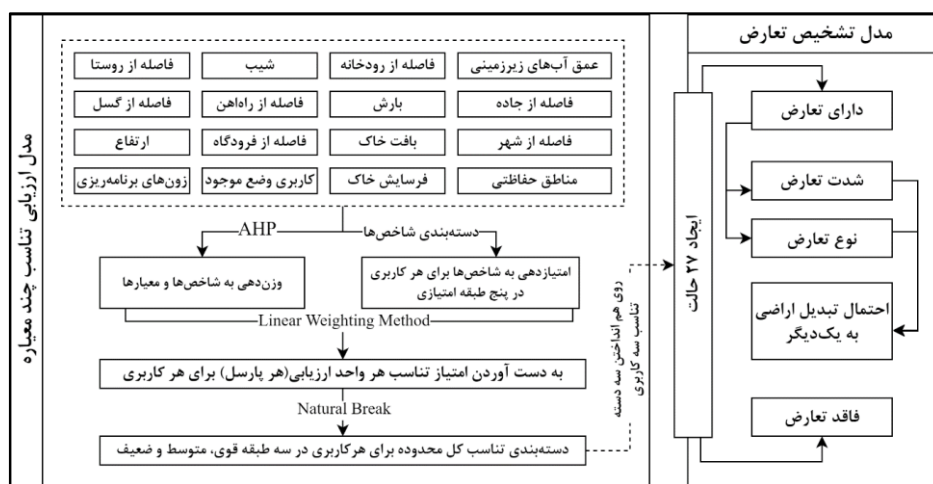 مدل ارزیابی تناسب چند معیاره
عمق آب‌های زیرزمینی
فاصله از رودخانه
شیب
فاصله از روستا
فاصله از جاده
بارش
فاصله از راه‌اهن
فاصله از گسل
فاصله از شهر
بافت خاک
فاصله از فرودگاه
ارتفاع
مناطق حفاظتی
فرسایش خاک
کاربری وضع موجود
زون‌های برنامه‌ریزی
دسته‌بندی شاخص‌ها
AHP
امتیازدهی به شاخص‌ها برای هر کاربری
در پنج طبقه امتیازی
وزن‌دهی به شاخص‌ها و معیارها
Linear Weighting Method
به دست آوردن امتیاز تناسب هر واحد ارزیابی(هر پارسل) برای هر کاربری
Natural Break
دسته‌بندی تناسب کل محدوده برای هرکاربری در سه طبقه قوی، متوسط و ضعیف
روی هم انداختن سه دسته
تناسب سه کاربری
ایجاد ۲۷ حالت
مدل تشخیص تعارض
دارای تعارض
شدت تعارض
نوع تعارض
احتمال تبدیل اراضی
به یک‌دیگر
فاقد تعارض